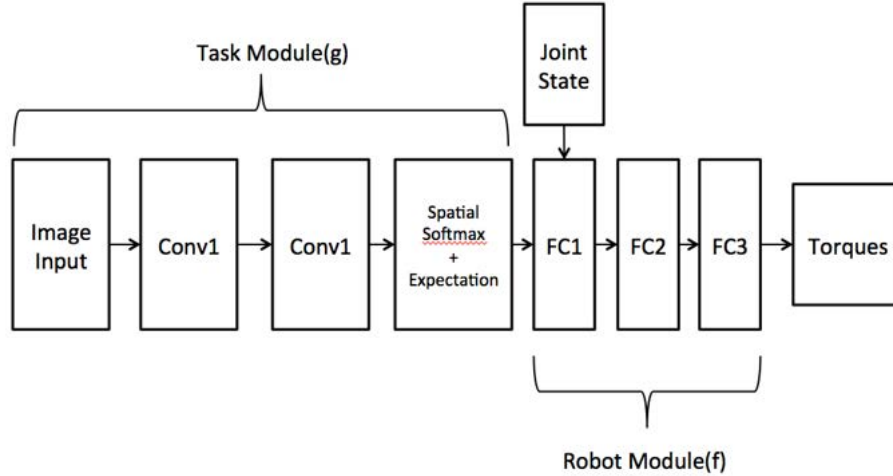 Task Module(g)
Joint
State
Image
Input
Conv1
Conv1
Spatial
Softmax
+
Expectation
FC1
FC2
FC3
Torques
Robot Module(f)